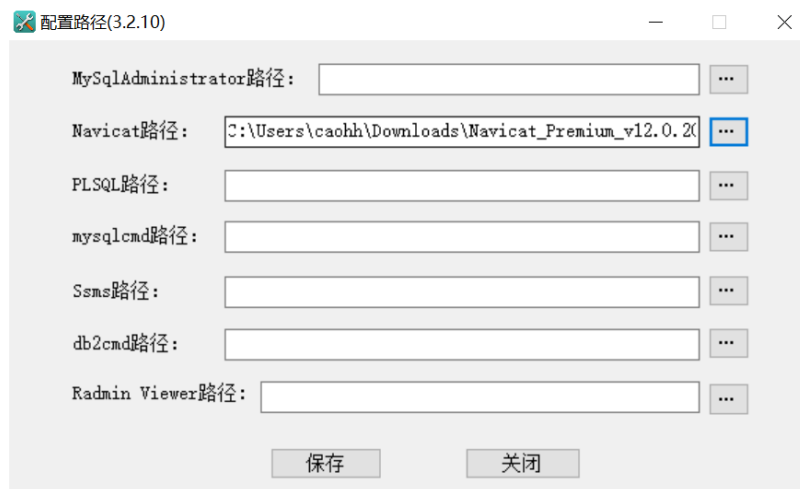 配置路径(3.2.10)
MySqlAdministrator路径:
...
Navicat路径: C:\Users\caohh\Downloads\Navicat_Premium_v12.0.2 ...
PLSQL路径: ...
mysqlcmd路径: ...
Ssms路径: ...
db2cmd路径: ...
Radmin Viewer路径: ...
保存 关闭